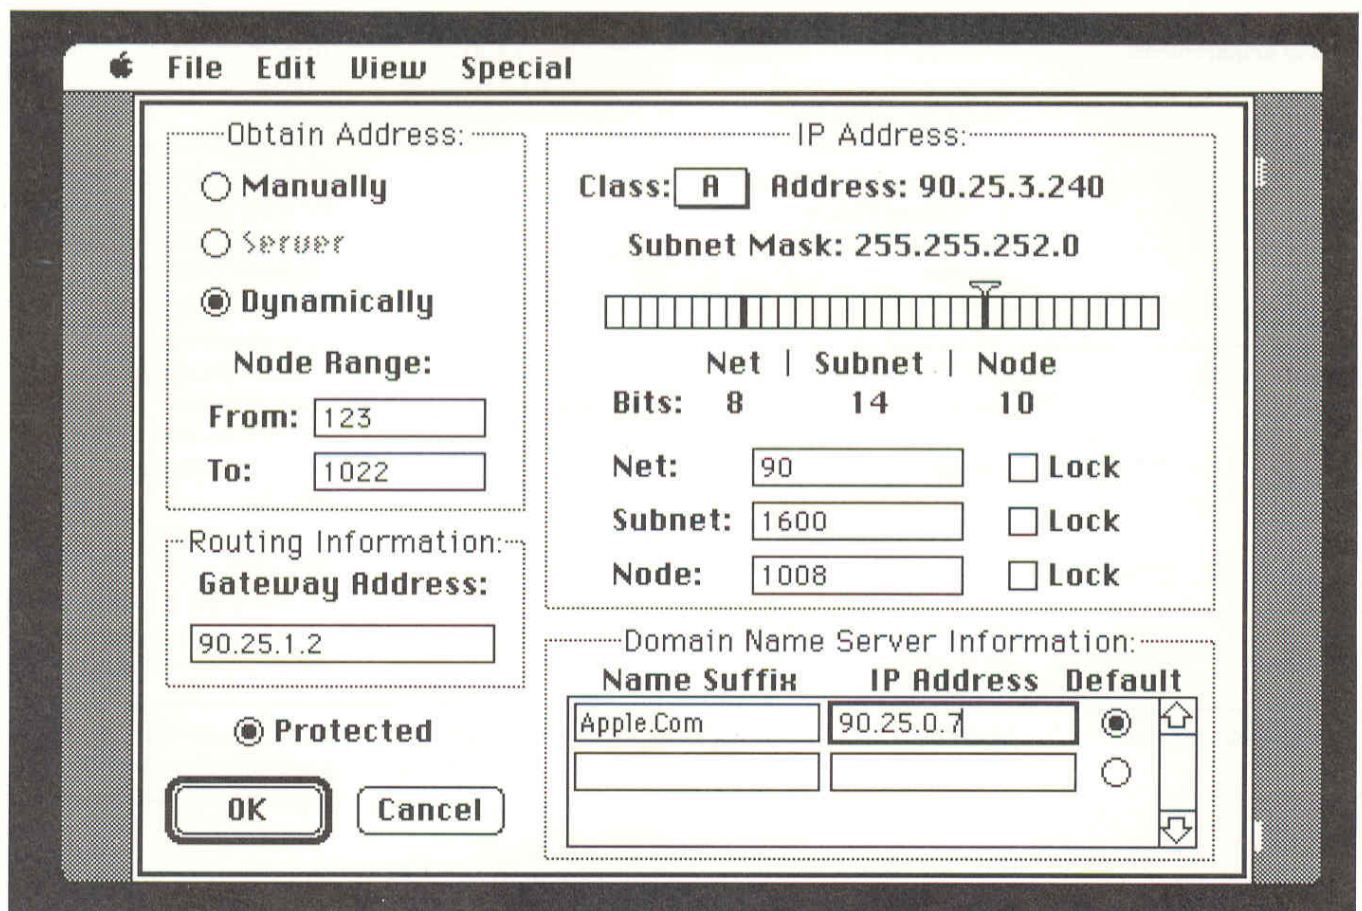 File Edit View Special
Obtain Address:
Manually
Server
Dynamically
Node Range:
From: 123
To: 1022
Routing Information:
Gateway Address:
90.25.1.2
Protected
OK Cancel
IP Address:
Class: A Address: 90.25.3.240
Subnet Mask: 255.255.252.0
Net | Subnet | Node
Bits: 8 14 10
Net: 90 Lock
Subnet: 1600 Lock
Node: 1008 Lock
Domain Name Server Information:
Name Suffix IP Address Default
Apple.Com 90.25.0.7